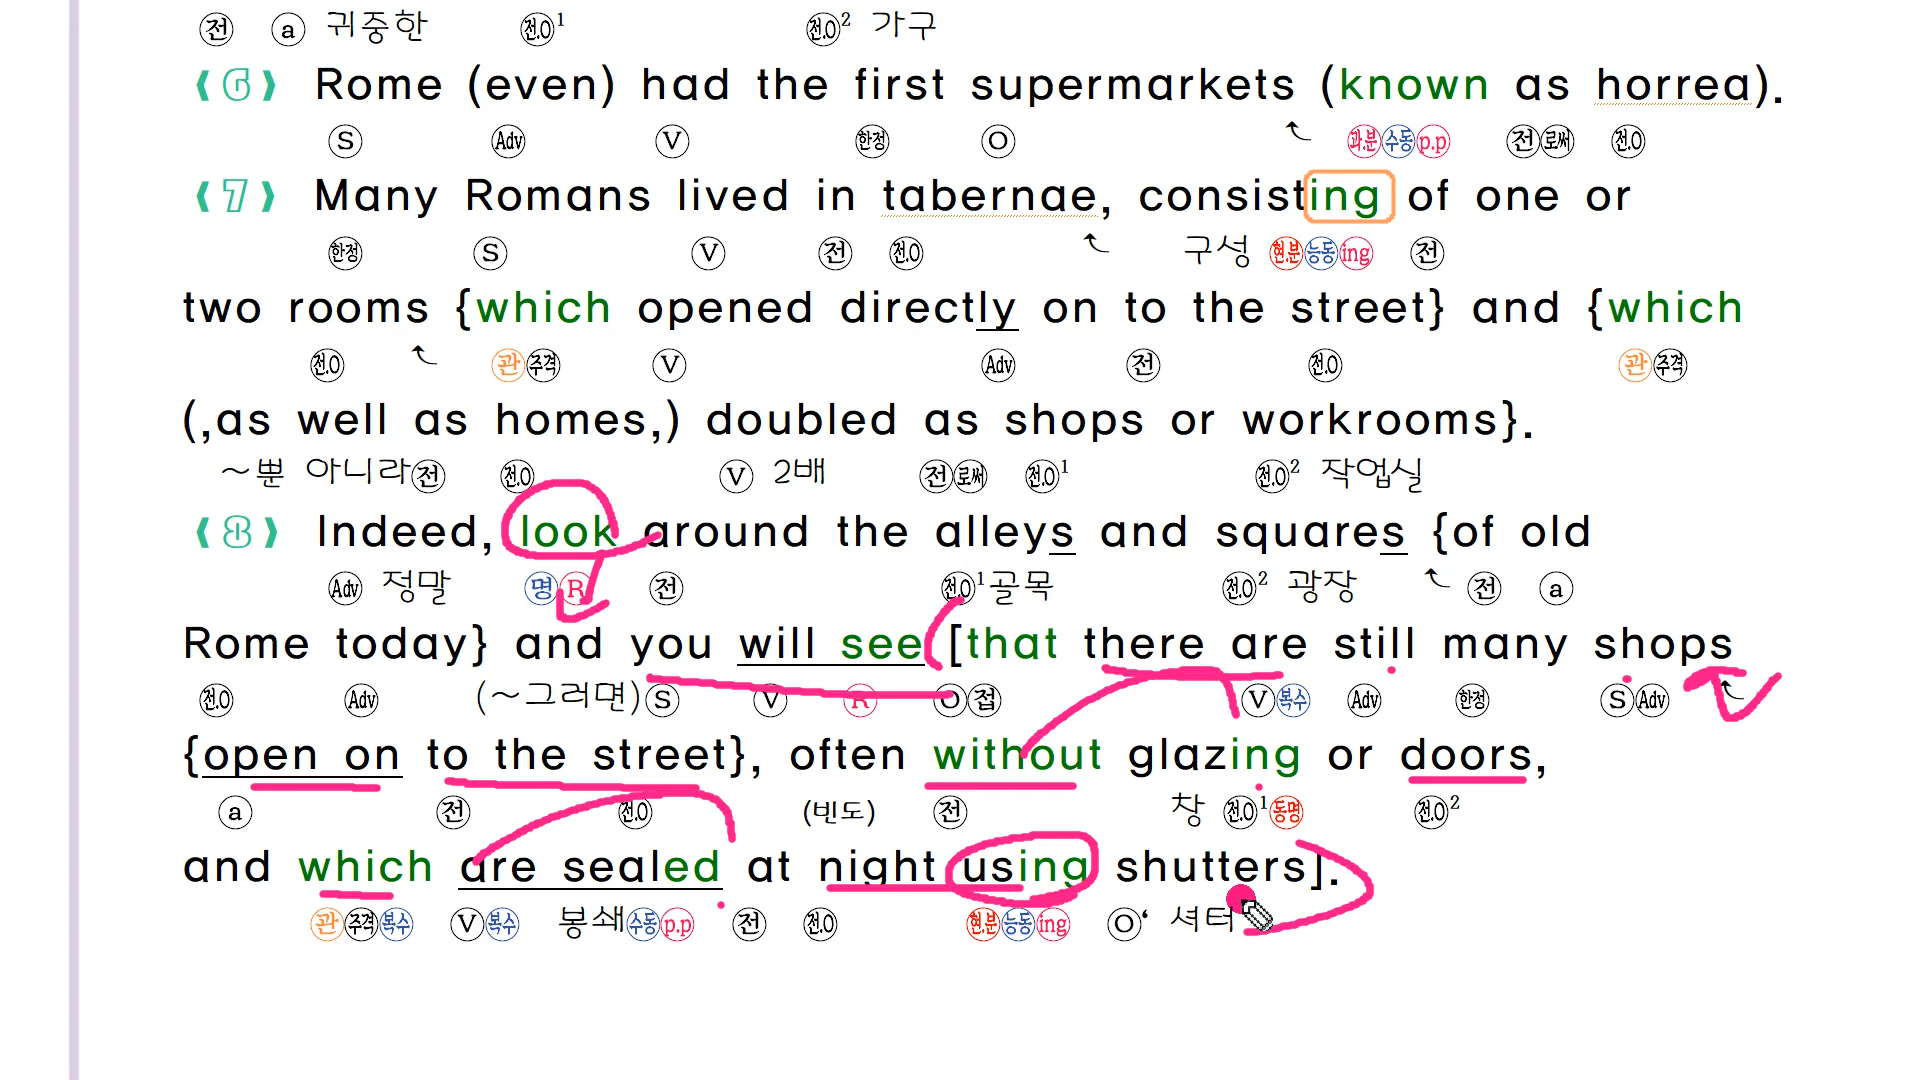 전 a 귀중한 전.O1 전.O2 가구
(6) Rome (even) had the first supermarkets (known as horrea).
S Adv V 한정 O 과.분 수동 p.p 전 로써 전.O
(7) Many Romans lived in tabernae, consisting of one or
한정 S V 전 전.O 구성 현.분 능동 ing 전
two rooms {which opened directly on to the street} and {which
전.O 관 주격 V Adv 전 전.O 관 주격
(,as well as homes,) doubled as shops or workrooms}.
~뿐 아니라 전 전.O V 2배 전 로써 전.O1 전.O2 작업실
(8) Indeed, look around the alleys and squares {of old
Adv 정말 명 R 전 전.O1 골목 전.O2 광장 전 a
Rome today} and you will see [that there are still many shops
전.O Adv (~그러면) S V R O 접 V 복수 Adv 한정 S Adv
{open on to the street}, often without glazing or doors,
a 전 전.O (빈도) 전 창 전.O1 동명 전.O2
and which are sealed at night using shutters].
관 주격 복수 V 복수 봉쇄 수동 p.p 전 전.O 현.분 능동 ing O‘ 셔터